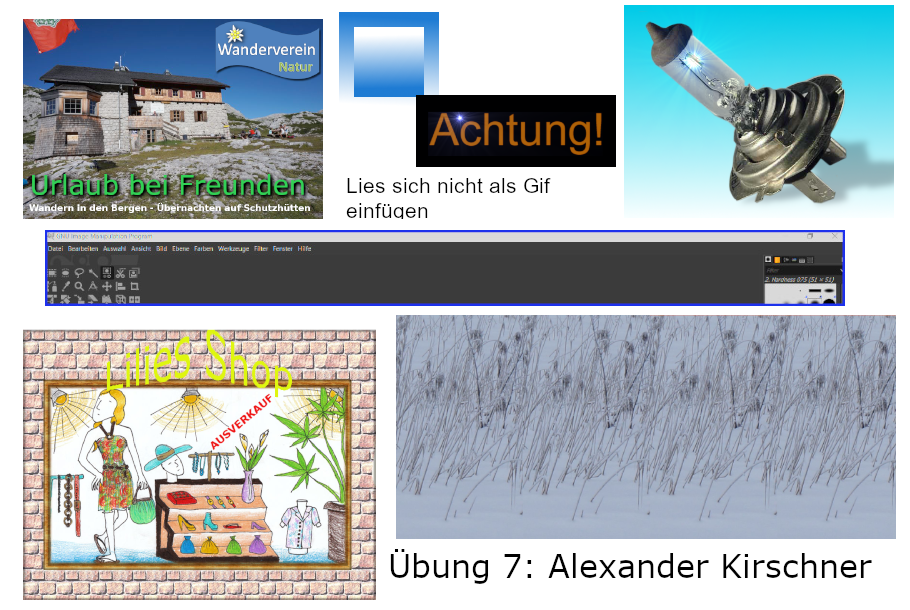 Wanderverein
Natur
Urlaub bei Freunden
Wandern in den Bergen - Übernachten auf Schutzhütten
Achtung!
Lies sich nicht als Gif
einfügen
GNU Image Manipulation Program
Datei Bearbeiten Auswahl Ansicht Bild Ebene Farben Werkzeuge Filter Fenster Hilfe
Filter
2. Hardness 075 (51 × 51)
Lilies Shop
AUSVERKAUF
Übung 7: Alexander Kirschner